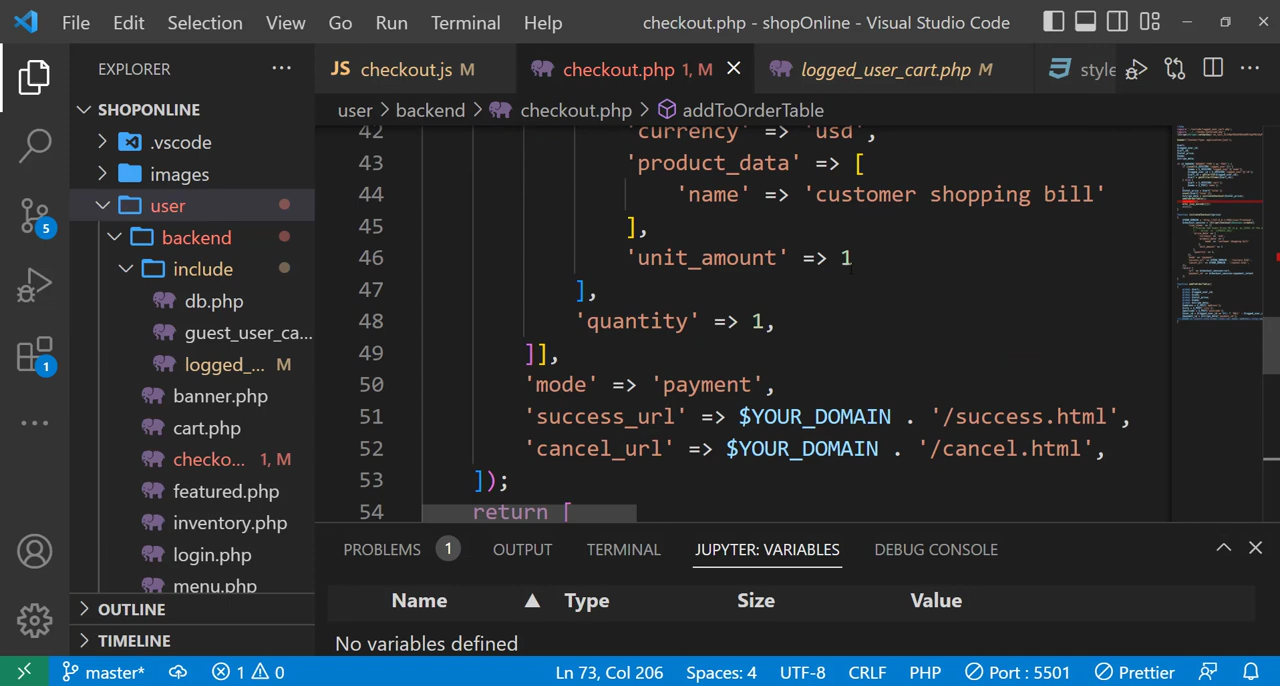 File Edit Selection View Go Run Terminal Help checkout.php - shopOnline - Visual Studio Code
EXPLORER
JS checkout.js M
checkout.php 1, M
logged_user_cart.php M
style
SHOPONLINE
user > backend > checkout.php > addToOrderTable
.vscode
images
user
backend
include
db.php
guest_user_ca...
logged_... M
banner.php
cart.php
checko... 1, M
featured.php
inventory.php
login.php
menu.php
OUTLINE
TIMELINE
5
1
42 'currency' => 'usd',
43 'product_data' => [
44 'name' => 'customer shopping bill'
45 ],
46 'unit_amount' => 1
47 ],
48 'quantity' => 1,
49 ]],
50 'mode' => 'payment',
51 'success_url' => $YOUR_DOMAIN . '/success.html',
52 'cancel_url' => $YOUR_DOMAIN . '/cancel.html',
53 ]);
54 return [
PROBLEMS 1 OUTPUT TERMINAL JUPYTER: VARIABLES DEBUG CONSOLE
Name Type Size Value
No variables defined
master* 1 0 Ln 73, Col 206 Spaces: 4 UTF-8 CRLF PHP Port : 5501 Prettier